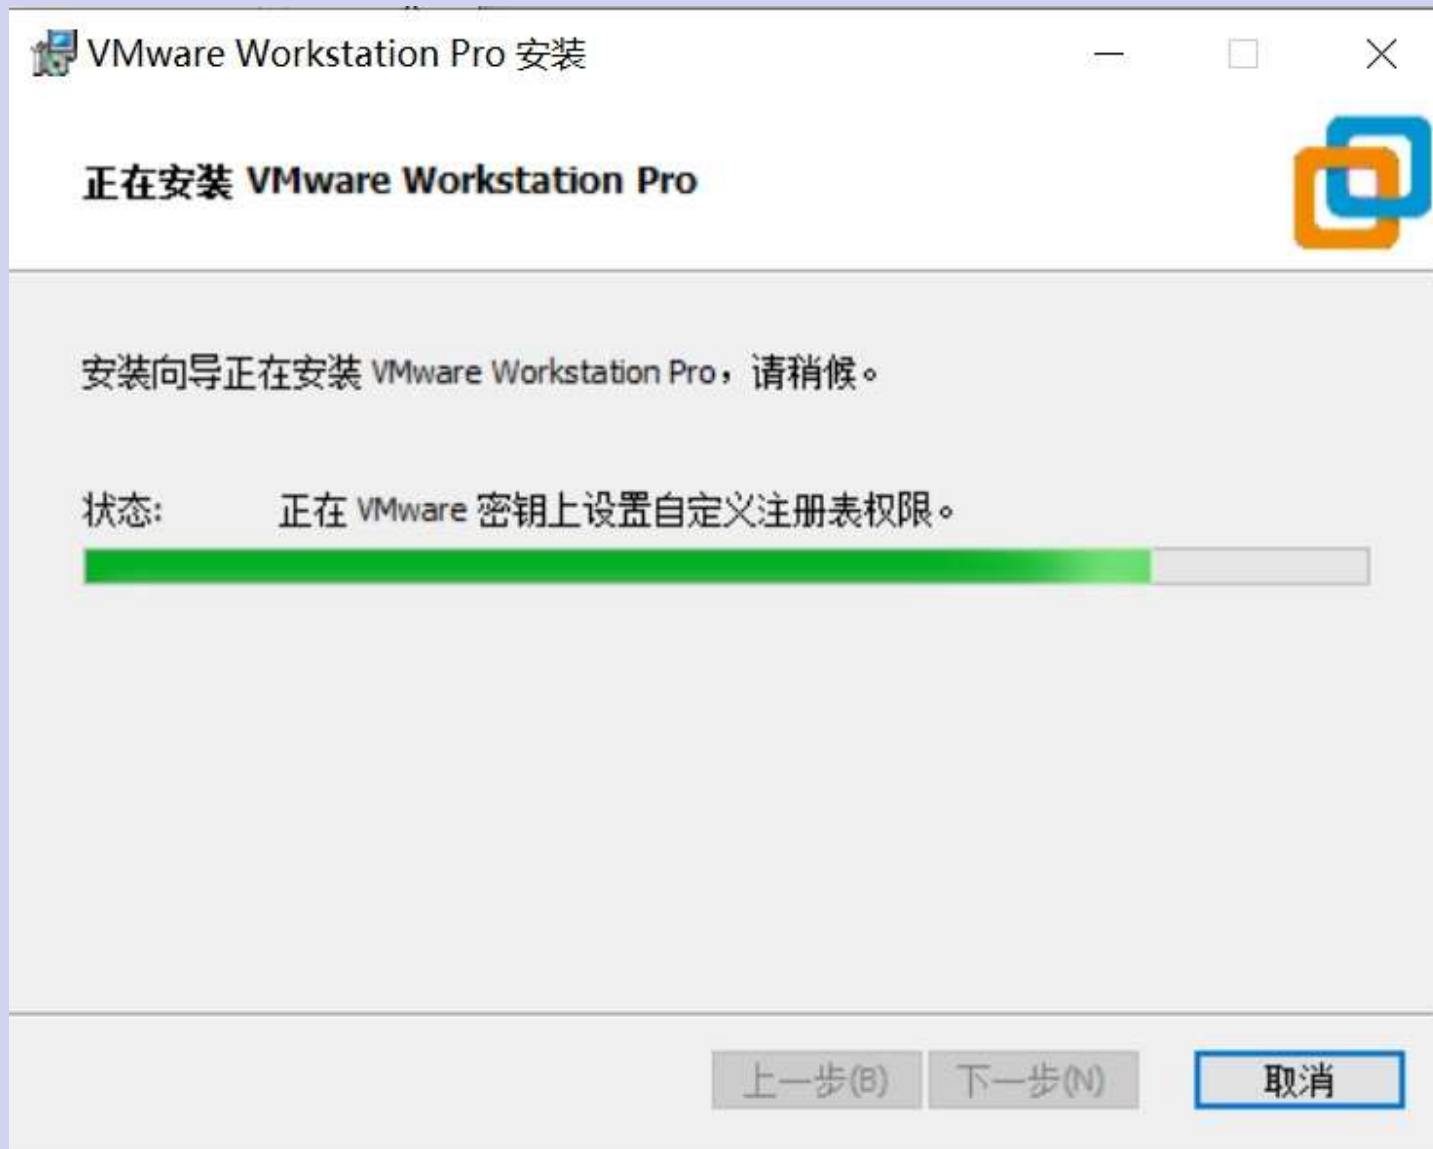 VMware Workstation Pro 安装
正在安装 VMware Workstation Pro
安装向导正在安装 VMware Workstation Pro，请稍候。
状态: 正在 VMware 密钥上设置自定义注册表权限。
上一步(B) 下一步(N) 取消